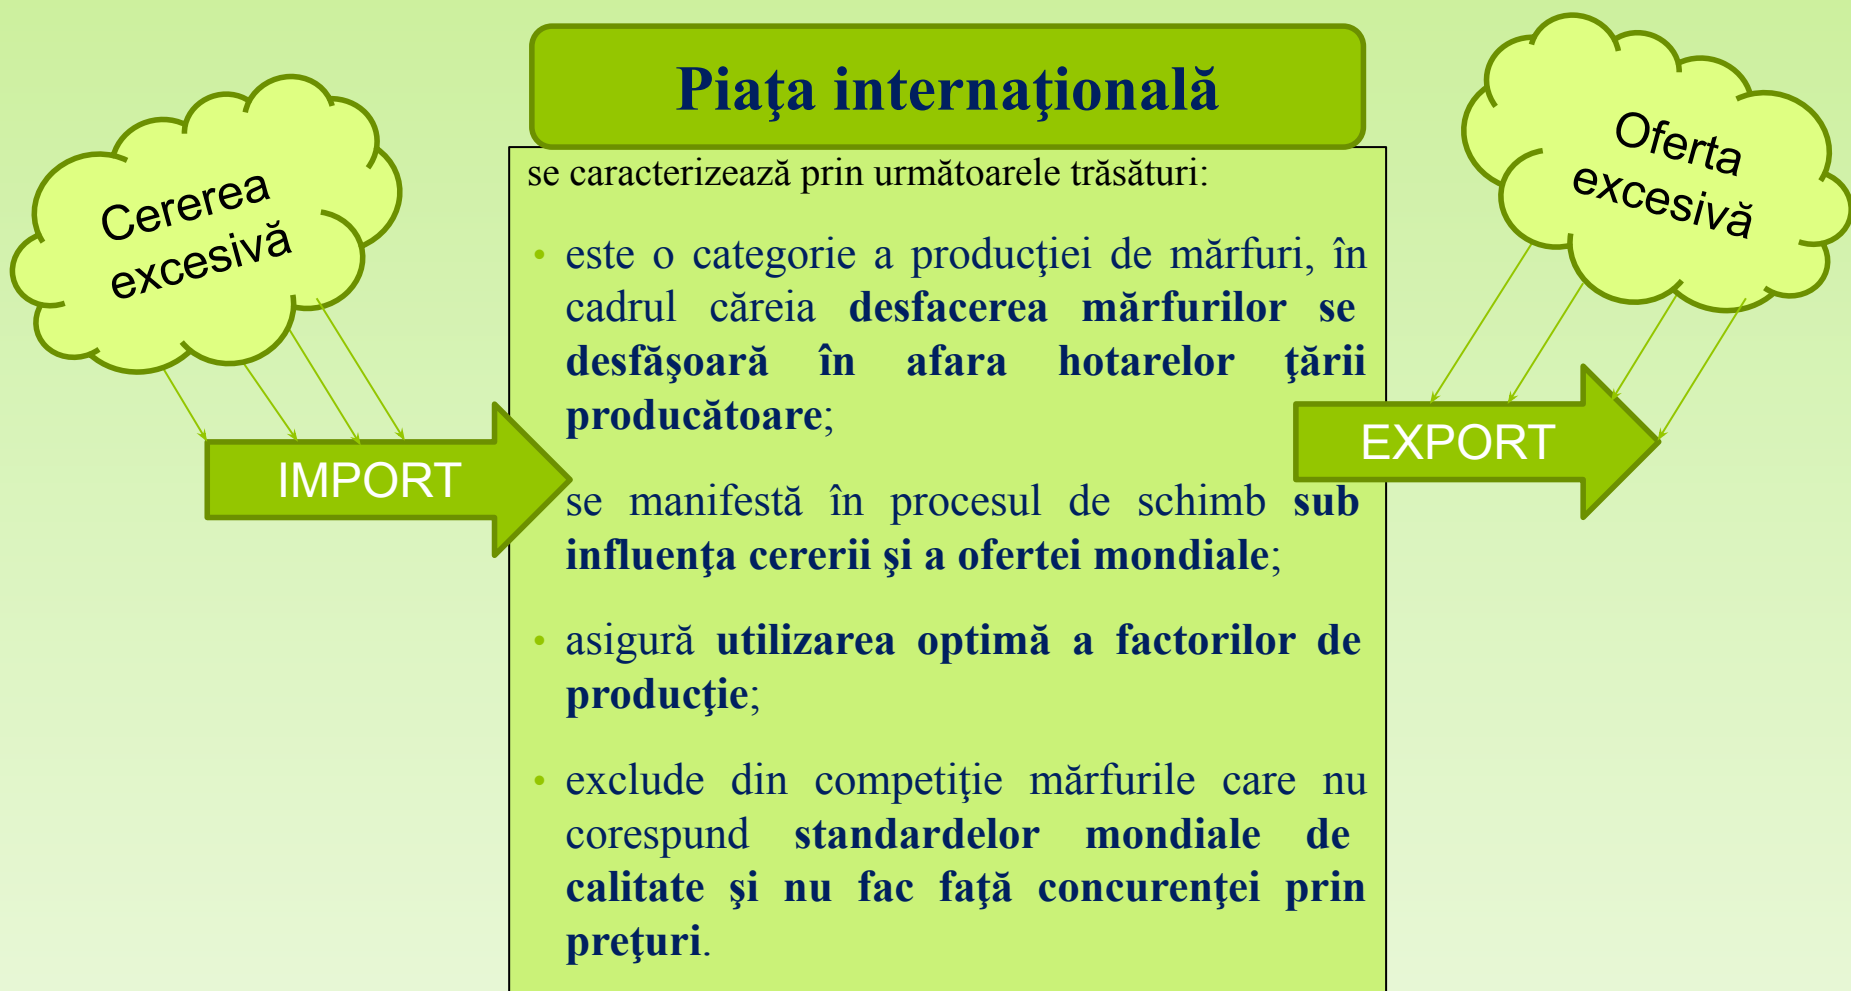 Piaţa internaţională
Cererea
excesivă
Oferta
excesivă
se caracterizează prin următoarele trăsături:
• este o categorie a producţiei de mărfuri, în
cadrul căreia desfacerea mărfurilor se
desfăşoară în afara hotarelor ţării
producătoare;
IMPORT
EXPORT
se manifestă în procesul de schimb sub
influenţa cererii şi a ofertei mondiale;
• asigură utilizarea optimă a factorilor de
producţie;
• exclude din competiţie mărfurile care nu
corespund standardelor mondiale de
calitate şi nu fac faţă concurenţei prin
preţuri.